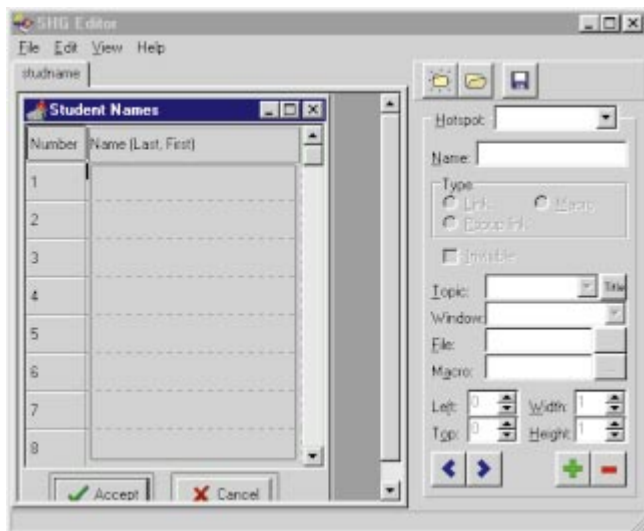 SHG Editor
File Edit View Help
studname
Student Names
Number Name (Last, First)
1
2
3
4
5
6
7
8
Accept Cancel
Hotspot:
Name:
Type
Link Macro
Popup link
Invisible
Topic: Title
Window:
File:
Macro:
Left: 0 Width: 1
Top: 0 Height: 1